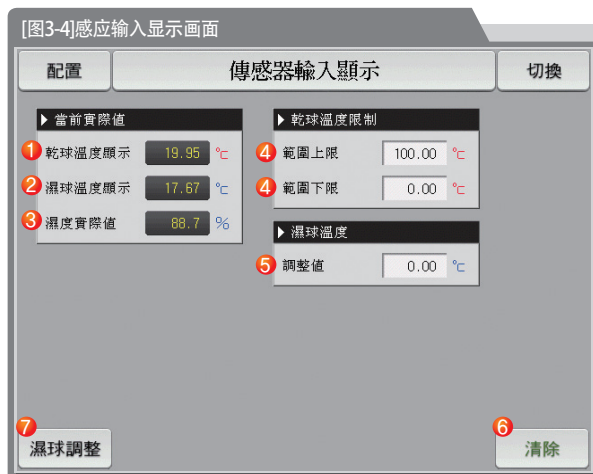 [图3-4]感应输入显示画面
配置
傳感器輸入顯示
切換
▶ 當前實際值
1 乾球溫度顯示 19.95 ℃
2 濕球溫度顯示 17.67 ℃
3 濕度實際值 88.7 %
▶ 乾球溫度限制
4 範圍上限 100.00 ℃
4 範圍下限 0.00 ℃
▶ 濕球溫度
5 調整值 0.00 ℃
7
濕球調整
6
清除